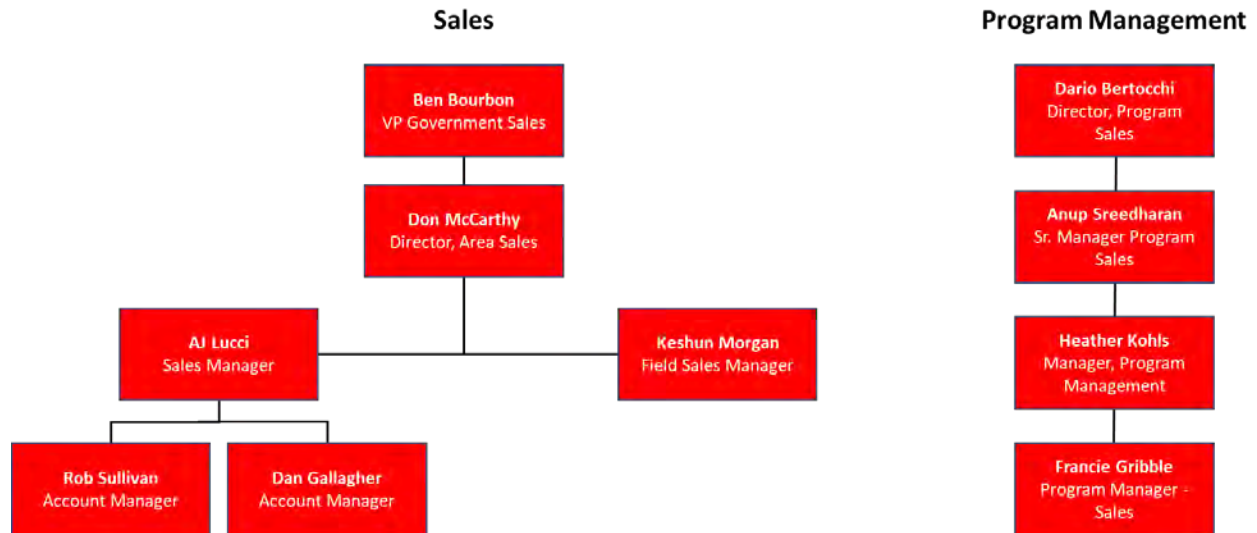 Sales
Program Management
Ben Bourbon
VP Government Sales
Dario Bertocchi
Director, Program
Sales
Don McCarthy
Director, Area Sales
Anup Sreedharan
Sr. Manager Program
Sales
AJ Lucci
Sales Manager
Keshun Morgan
Field Sales Manager
Heather Kohls
Manager, Program
Management
Rob Sullivan
Account Manager
Dan Gallagher
Account Manager
Francie Gribble
Program Manager -
Sales